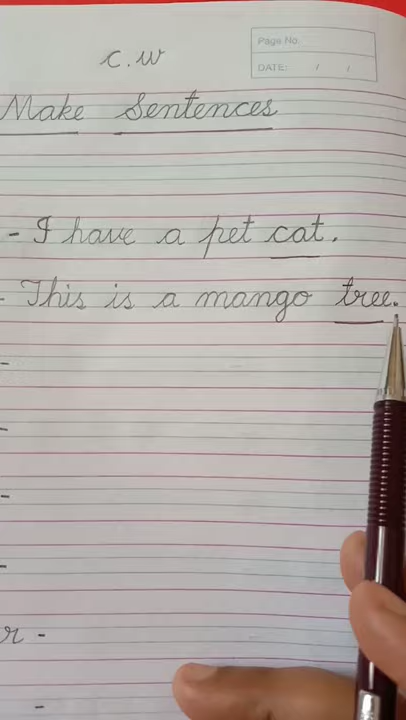 c.w
Page No.
DATE: / /
Make Sentences
- I have a pet cat.
- This is a mango tree.
-
-
-
-
r -
-